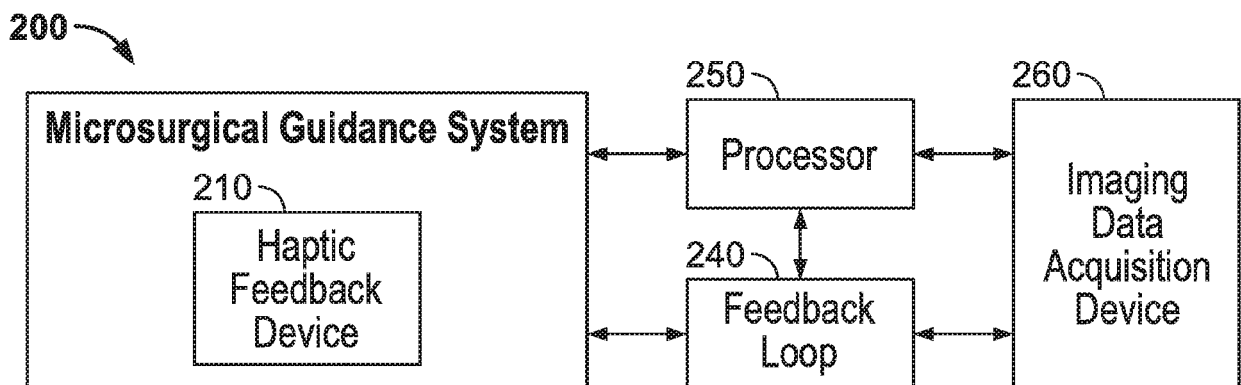 200
250
260
Microsurgical Guidance System
Processor
Imaging
Data
Acquisition
Device
210
Haptic
Feedback
Device
240
Feedback
Loop